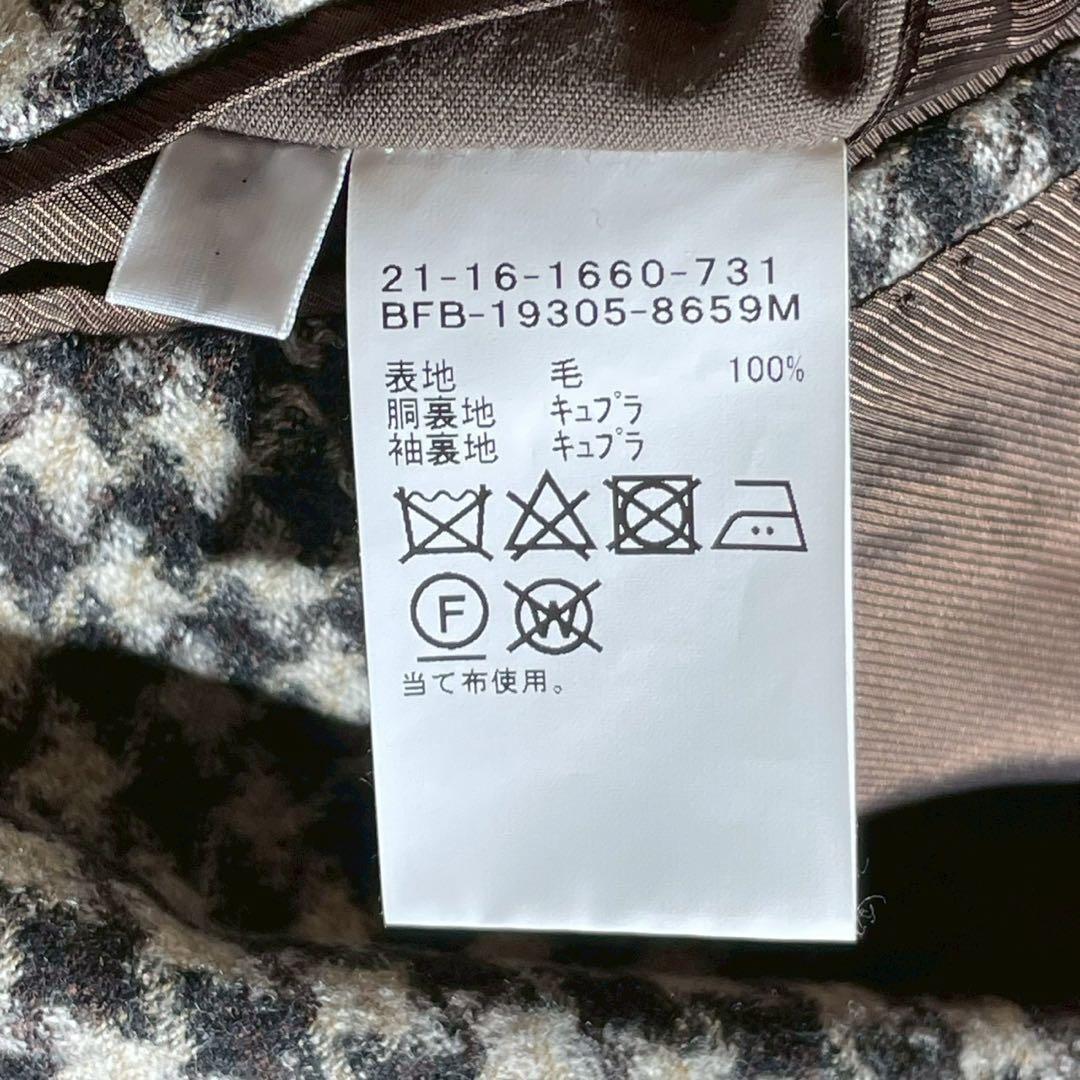 21-16-1660-731
BFB-19305-8659M
表地 毛 100%
胴裏地 キュプラ
袖裏地 キュプラ
F W
当て布使用。